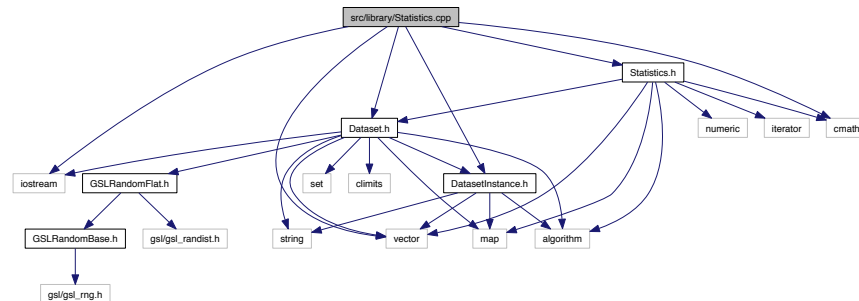 src/library/Statistics.cpp
Statistics.h
Dataset.h
numeric
iterator
cmath
iostream
GSLRandomFlat.h
set
climits
DatasetInstance.h
GSLRandomBase.h
gsl/gsl_randist.h
string
vector
map
algorithm
gsl/gsl_rng.h